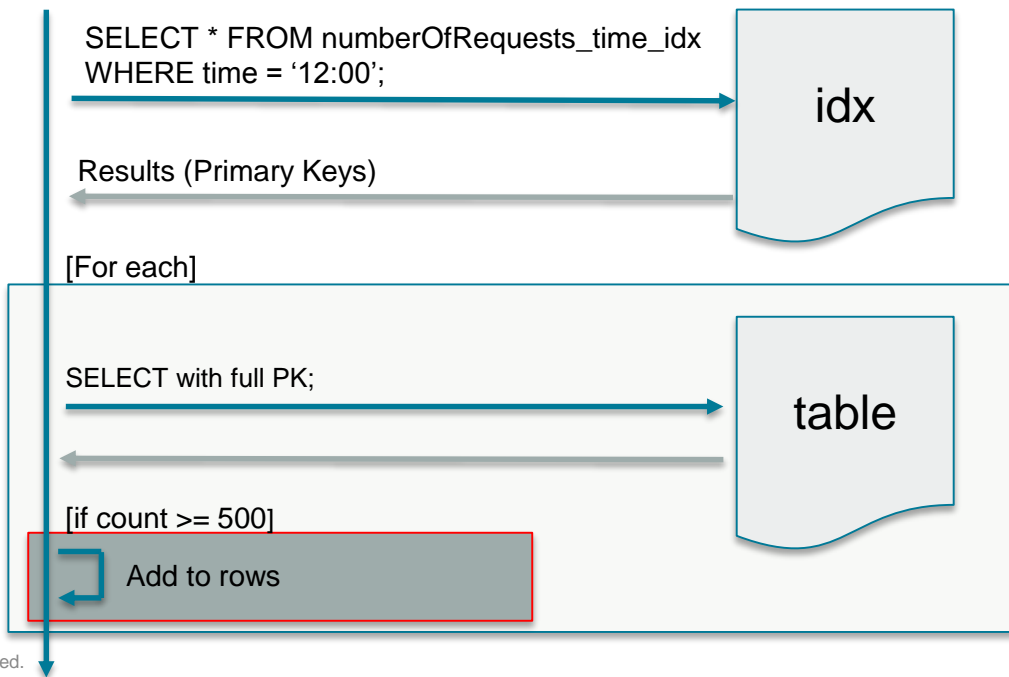 SELECT * FROM numberOfRequests_time_idx
WHERE time = ‘12:00’;
idx
Results (Primary Keys)
[For each]
SELECT with full PK;
table
[if count >= 500]
Add to rows
ed.